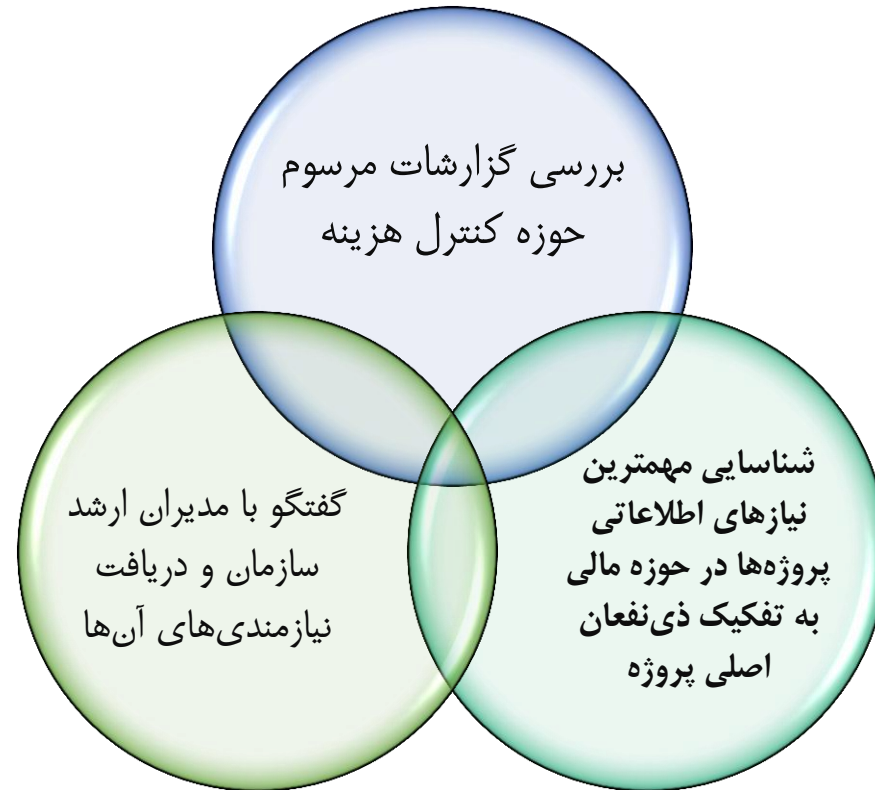 بررسی گزارشات مرسوم
حوزه کنترل هزینه
شناسایی مهمترین
نیازهای اطلاعاتی
پروژه‌ها در حوزه مالی
به تفکیک ذی‌نفعان
اصلی پروژه
گفتگو با مدیران ارشد
سازمان و دریافت
نیازمندی‌های آن‌ها